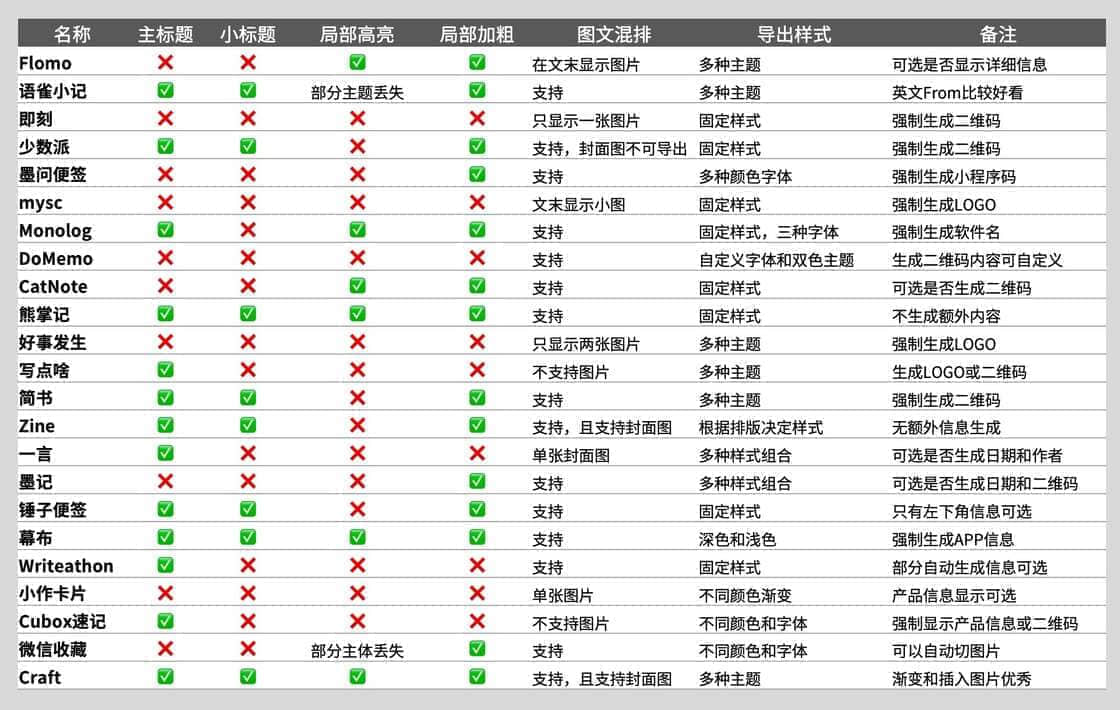 名称 主标题 小标题 局部高亮 局部加粗 图文混排 导出样式 备注
Flomo ❌ ❌ ✅ ✅ 在文末显示图片 多种主题 可选是否显示详细信息
语雀小记 ✅ ✅ 部分主题丢失 ✅ 支持 多种主题 英文From比较好看
即刻 ❌ ❌ ❌ ❌ 只显示一张图片 固定样式 强制生成二维码
少数派 ✅ ✅ ❌ ✅ 支持，封面图不可导出 固定样式 强制生成二维码
墨问便签 ❌ ❌ ❌ ✅ 支持 多种颜色字体 强制生成小程序码
mysc ❌ ❌ ❌ ❌ 文末显示小图 固定样式 强制生成LOGO
Monolog ✅ ❌ ✅ ✅ 支持 固定样式，三种字体 强制生成软件名
DoMemo ❌ ❌ ❌ ❌ 支持 自定义字体和双色主题 生成二维码内容可自定义
CatNote ❌ ❌ ✅ ✅ 支持 固定样式 可选是否生成二维码
熊掌记 ✅ ✅ ✅ ✅ 支持 固定样式 不生成额外内容
好事发生 ❌ ❌ ❌ ❌ 只显示两张图片 多种主题 强制生成LOGO
写点啥 ✅ ❌ ❌ ❌ 不支持图片 多种主题 生成LOGO或二维码
简书 ✅ ✅ ❌ ✅ 支持 多种主题 强制生成二维码
Zine ✅ ✅ ❌ ✅ 支持，且支持封面图 根据排版决定样式 无额外信息生成
一言 ✅ ❌ ❌ ❌ 单张封面图 多种样式组合 可选是否生成日期和作者
墨记 ❌ ❌ ❌ ✅ 支持 多种样式组合 可选是否生成日期和二维码
锤子便签 ✅ ✅ ❌ ✅ 支持 固定样式 只有左下角信息可选
幕布 ✅ ✅ ✅ ✅ 支持 深色和浅色 强制生成APP信息
Writeathon ✅ ❌ ❌ ❌ 支持 固定样式 部分自动生成信息可选
小作卡片 ❌ ❌ ❌ ❌ 单张图片 不同颜色渐变 产品信息显示可选
Cubox速记 ✅ ❌ ❌ ❌ 不支持图片 不同颜色和字体 强制显示产品信息或二维码
微信收藏 ❌ ❌ 部分主体丢失 ✅ 支持 不同颜色和字体 可以自动切图片
Craft ✅ ✅ ✅ ✅ 支持，且支持封面图 多种主题 渐变和插入图片优秀